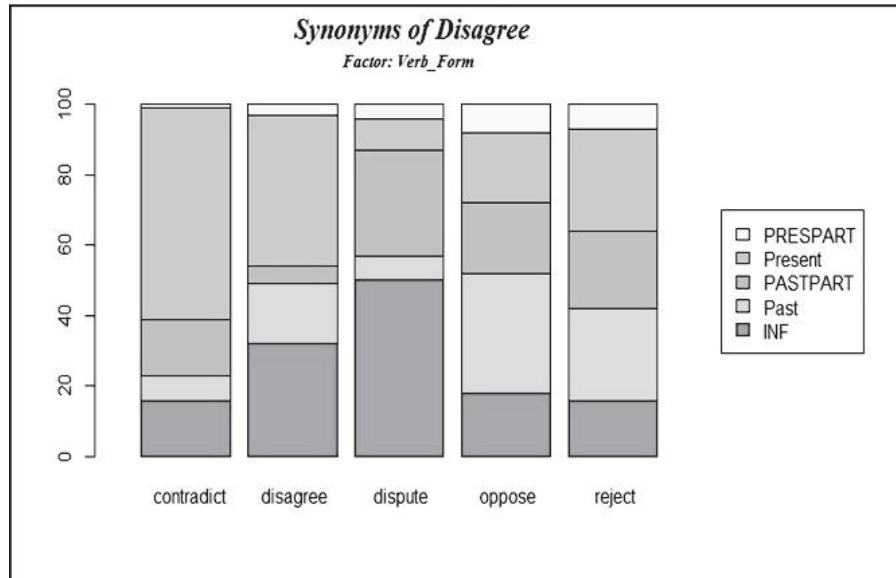 Synonyms of Disagree
Factor: Verb_Form
100
80
60
40
20
0
contradict disagree dispute oppose reject
PRESPART
Present
PASTPART
Past
INF